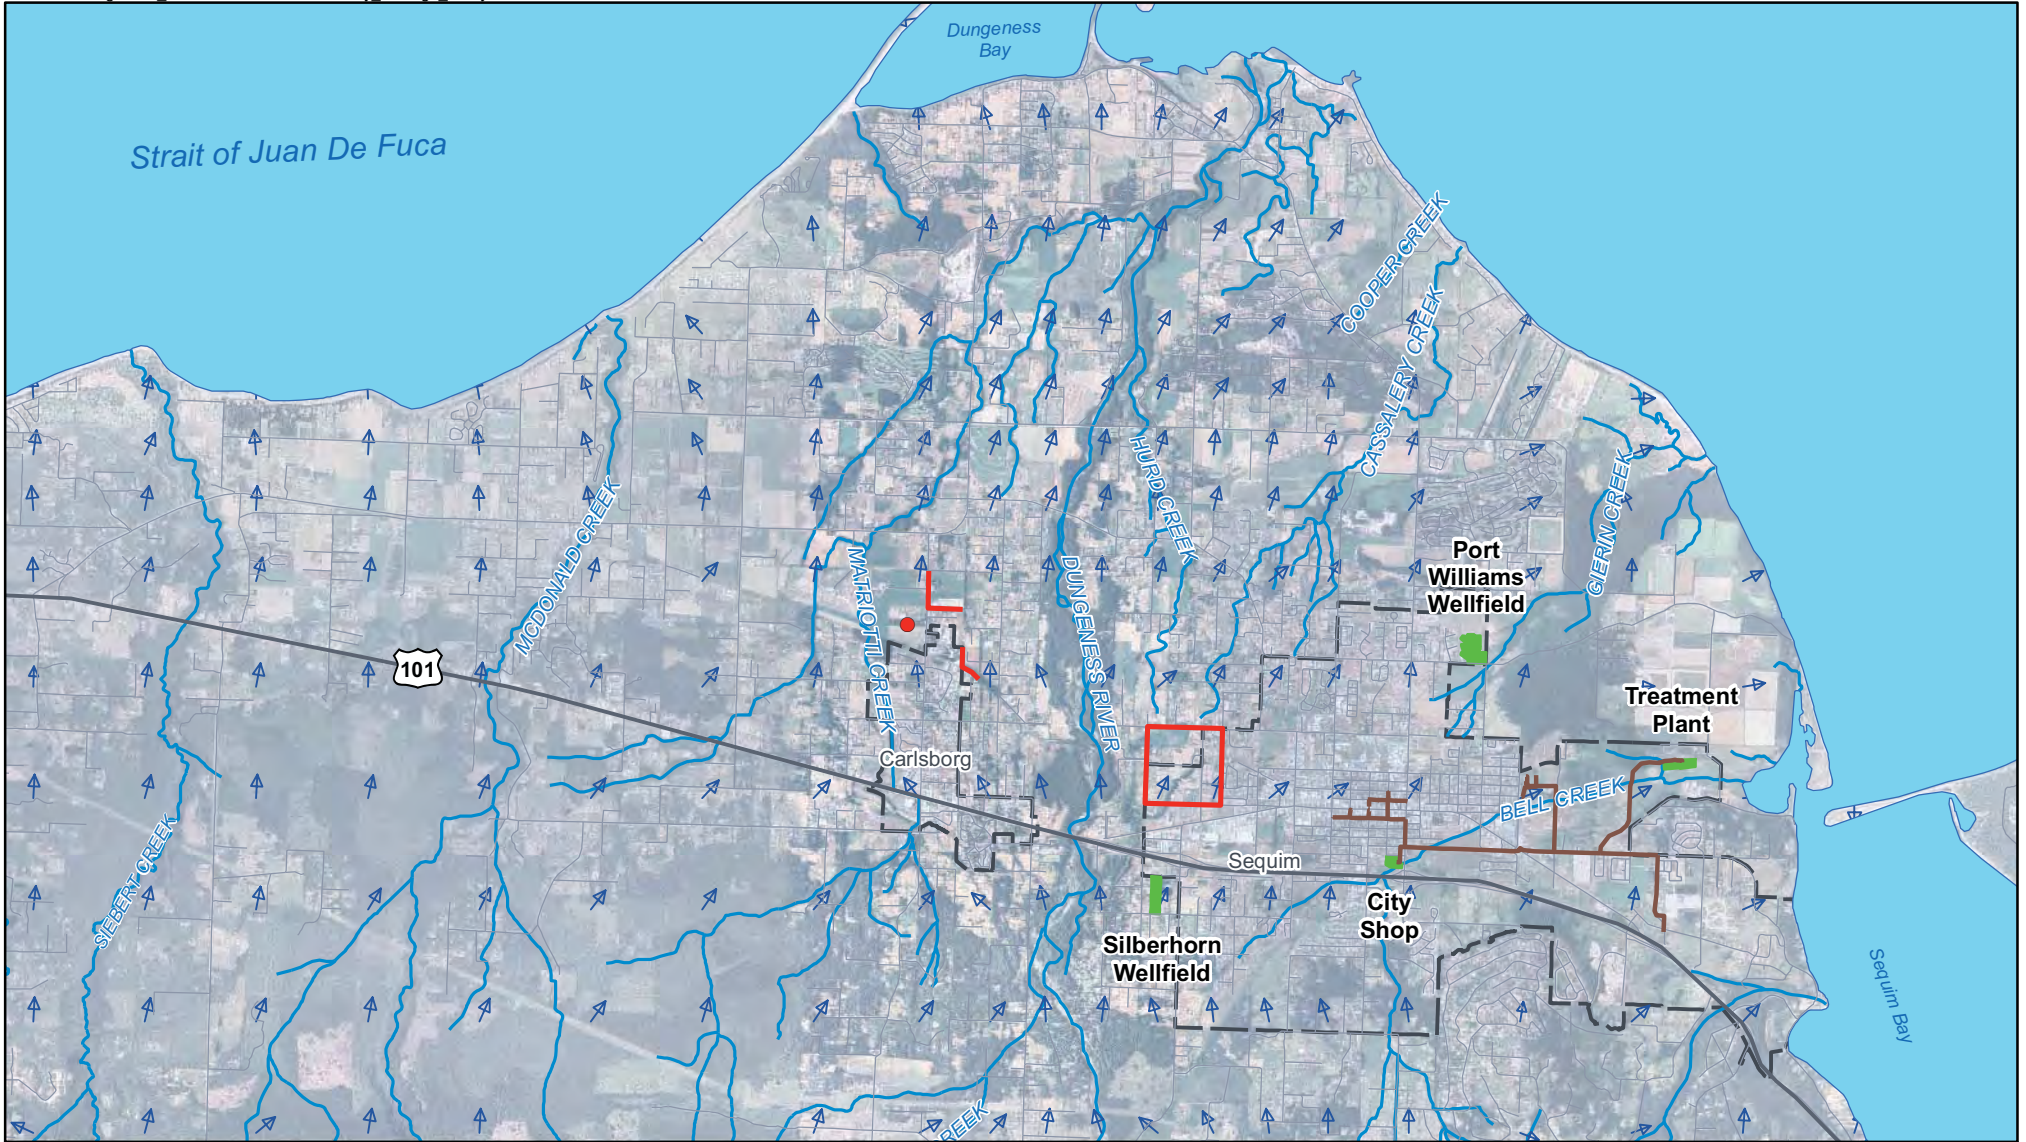 Dungeness
Bay
Strait of Juan De Fuca
COOPER CREEK
CASSALERY CREEK
HURD CREEK
GIERIN CREEK
MCDONALD CREEK
MATRIOTTI CREEK
DUNGENESS RIVER
Port
Williams
Wellfield
101
Treatment
Plant
Carlsborg
BELL CREEK
SIEBERT CREEK
Sequim
City
Shop
Silberhorn
Wellfield
Sequim Bay
REEK